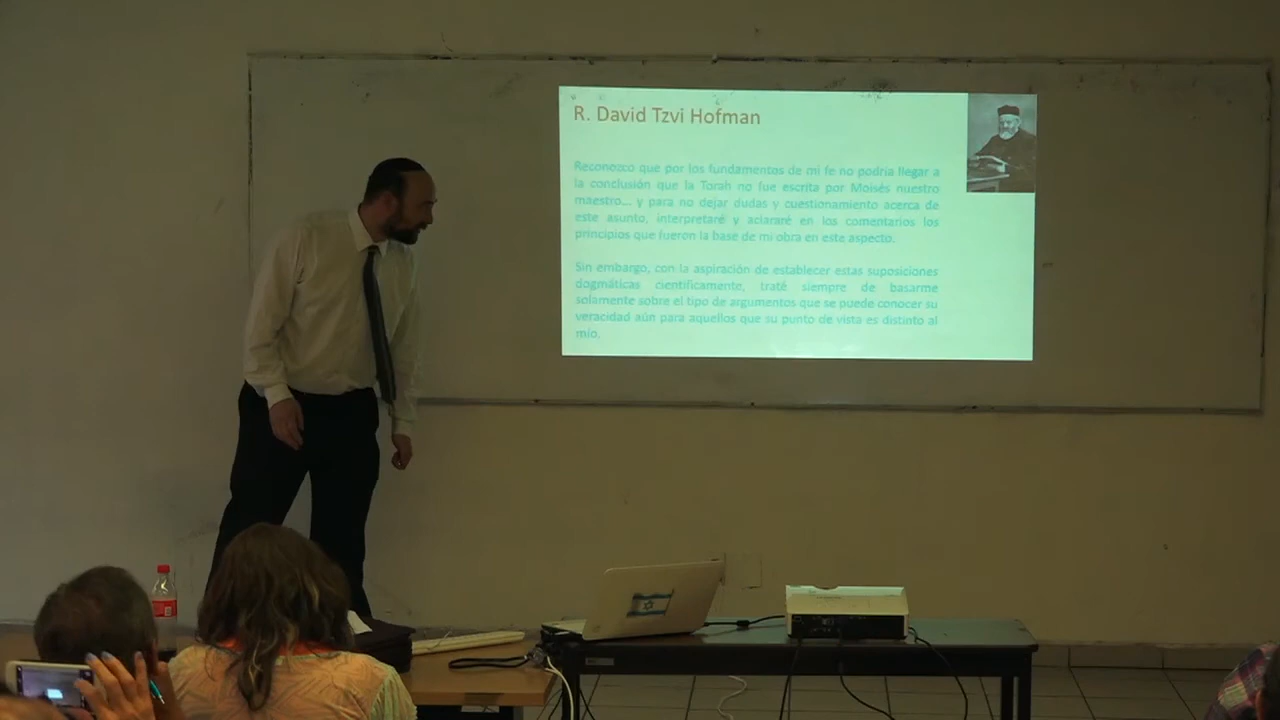 R. David Tzvi Hofman
Reconozco que por los fundamentos de mi fe no podría llegar a
la conclusión que la Torah no fue escrita por Moisés nuestro
maestro... y para no dejar dudas y cuestionamiento acerca de
este asunto, interpretaré y aclararé en los comentarios los
principios que fueron la base de mi obra en este aspecto.
Sin embargo, con la aspiración de establecer estas suposiciones
dogmáticas científicamente, traté siempre de basarme
solamente sobre el tipo de argumentos que se puede conocer su
veracidad aún para aquellos que su punto de vista es distinto al
mío.